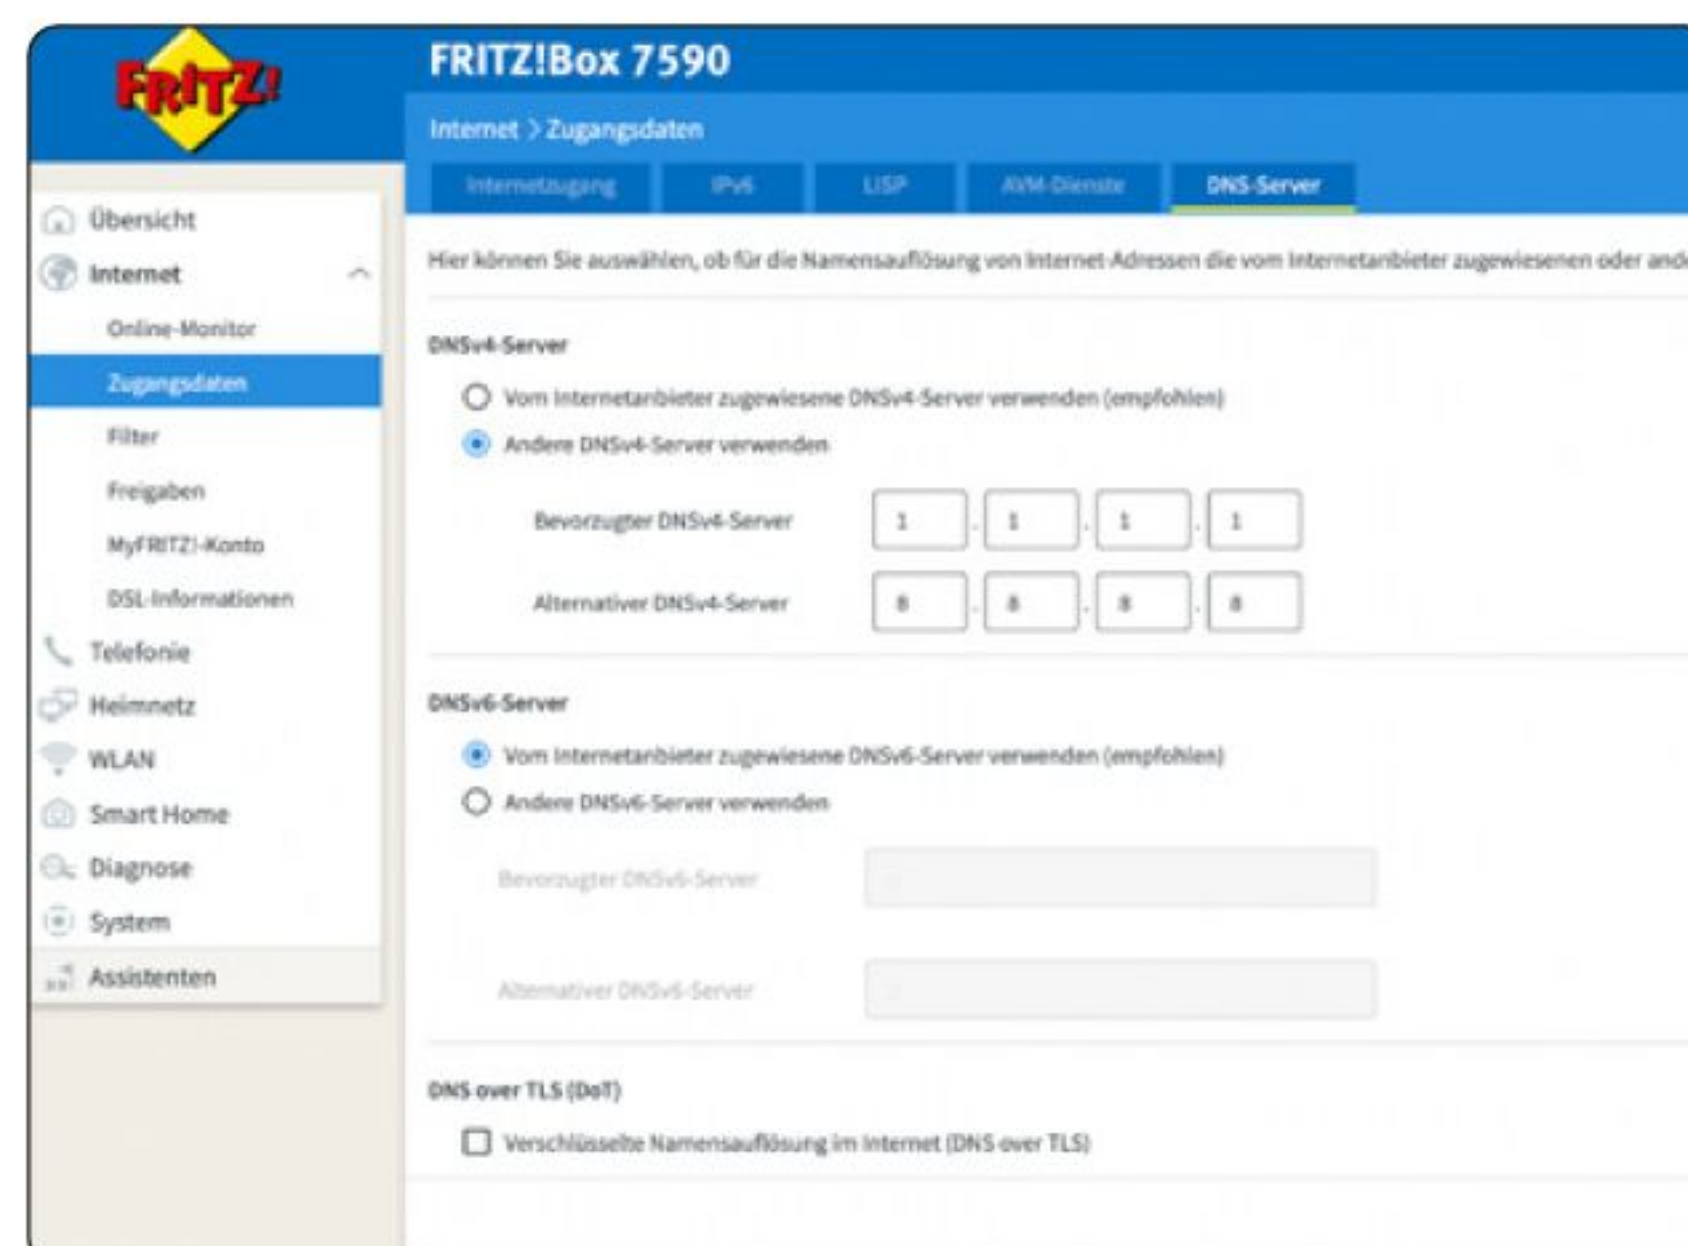 FRITZ!
FRITZ!Box 7590
Internet > Zugangsdaten
Internetzugang IPv6 LISP AVM-Dienste DNS-Server
Übersicht
Internet
Online-Monitor
Zugangsdaten
Filter
Freigaben
MyFRITZ!-Konto
DSL-Informationen
Telefonie
Heimnetz
WLAN
Smart Home
Diagnose
System
Assistenten
Hier können Sie auswählen, ob für die Namensauflösung von Internet-Adressen die vom Internetanbieter zugewiesenen oder ande
DNSv4-Server
Vom Internetanbieter zugewiesene DNSv4-Server verwenden (empfohlen)
Andere DNSv4-Server verwenden
Bevorzugter DNSv4-Server 1 . 1 . 1 . 1
Alternativer DNSv4-Server 8 . 8 . 8 . 8
DNSv6-Server
Vom Internetanbieter zugewiesene DNSv6-Server verwenden (empfohlen)
Andere DNSv6-Server verwenden
Bevorzugter DNSv6-Server
Alternativer DNSv6-Server
DNS over TLS (DoT)
Verschlüsselte Namensauflösung im Internet (DNS over TLS)